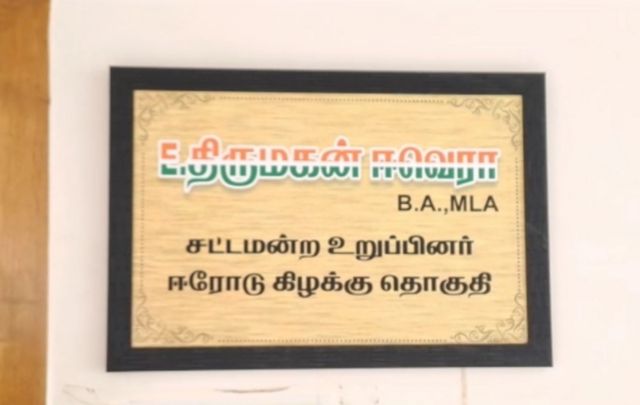 E.திருமகன் ஈவெரா
B.A.,MLA
சட்டமன்ற உறுப்பினர்
ஈரோடு கிழக்கு தொகுதி